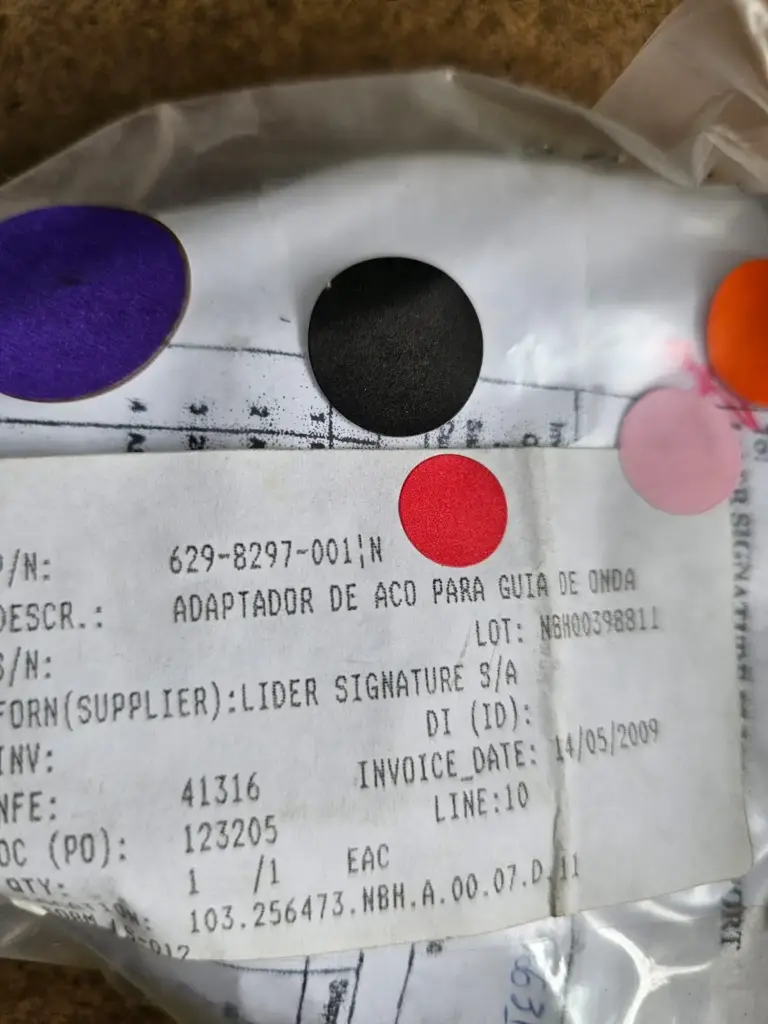 P/N: 629-8297-001¦N
DESCR.: ADAPTADOR DE ACO PARA GUIA DE ONDA
S/N: LOT: NBH00398811
FORN(SUPPLIER):LIDER SIGNATURE S/A
INV: DI (ID):
NFE: 41316 INVOICE_DATE: 14/05/2009
OC (PO): 123205 LINE:10
QTY: 1 /1 EAC
103.256473.NBH.A.00.07.D.11